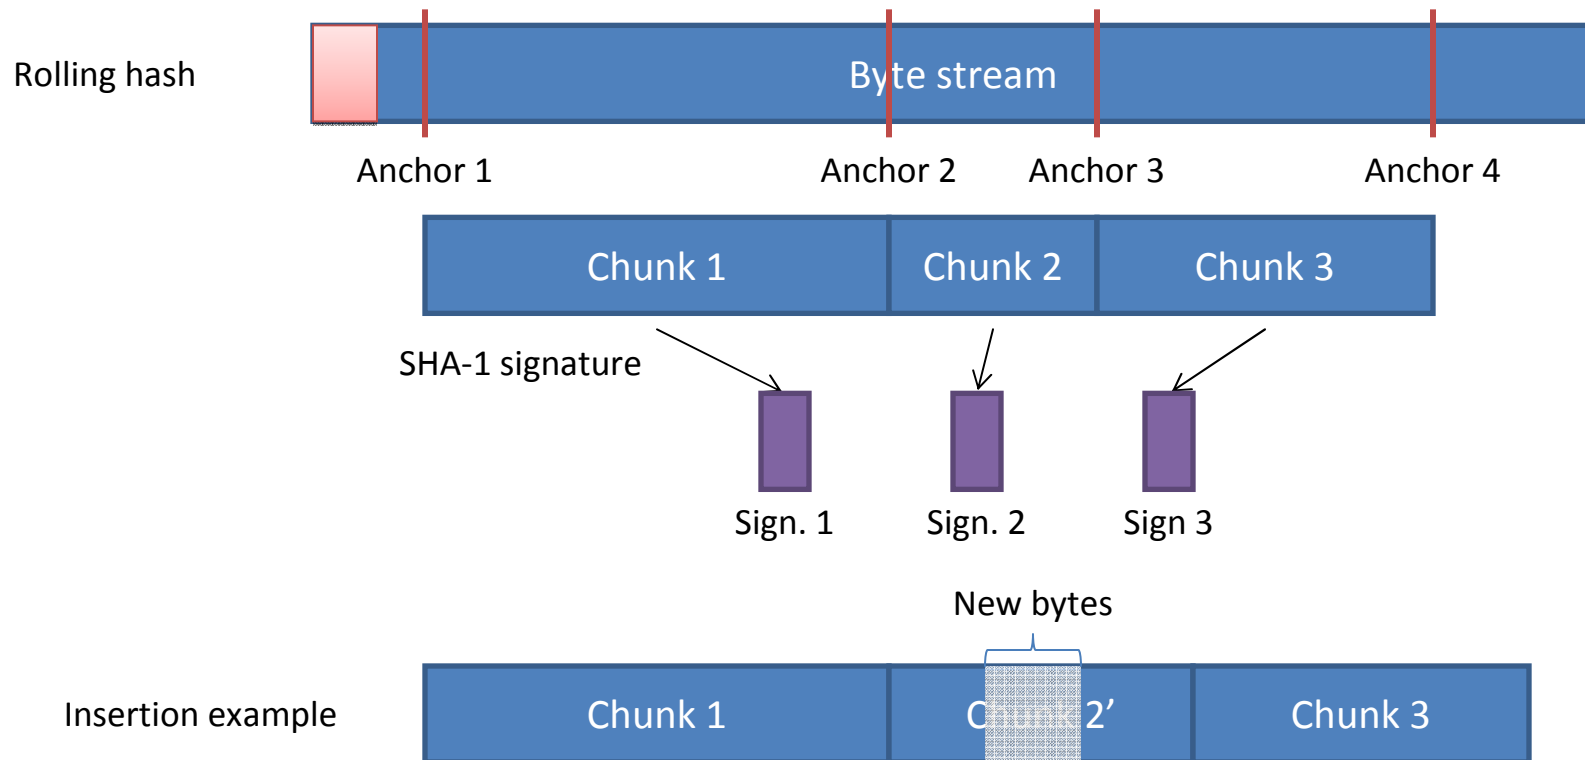 Rolling hash
Byte stream
Anchor 1
Anchor 2
Anchor 3
Anchor 4
Chunk 1
Chunk 2
Chunk 3
SHA-1 signature
Sign. 1
Sign. 2
Sign 3
New bytes
Insertion example
Chunk 1
2’
Chunk 3